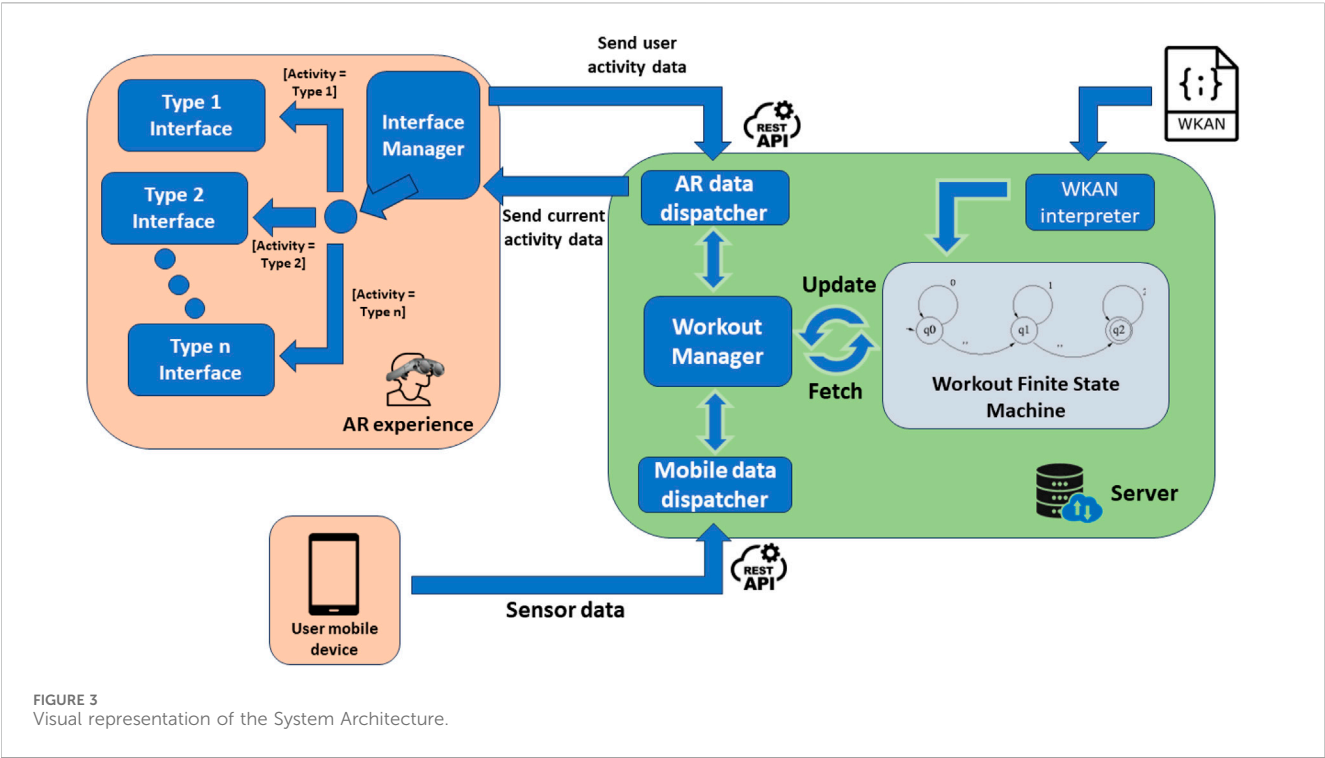 Send user
activity data
[Activity =
Type 1]
Type 1
Interface
Interface
Manager
{;}
WKAN
REST
API
Type 2
Interface
[Activity =
Type 2]
Send current
activity data
AR data
dispatcher
WKAN
interpreter
[Activity =
Type n]
Type n
Interface
AR experience
Workout
Manager
Update
Fetch
0
1
q0
q1
q2
..
..
Workout Finite State
Machine
Mobile data
dispatcher
Server
REST
API
Sensor data
User mobile
device
FIGURE 3
Visual representation of the System Architecture.